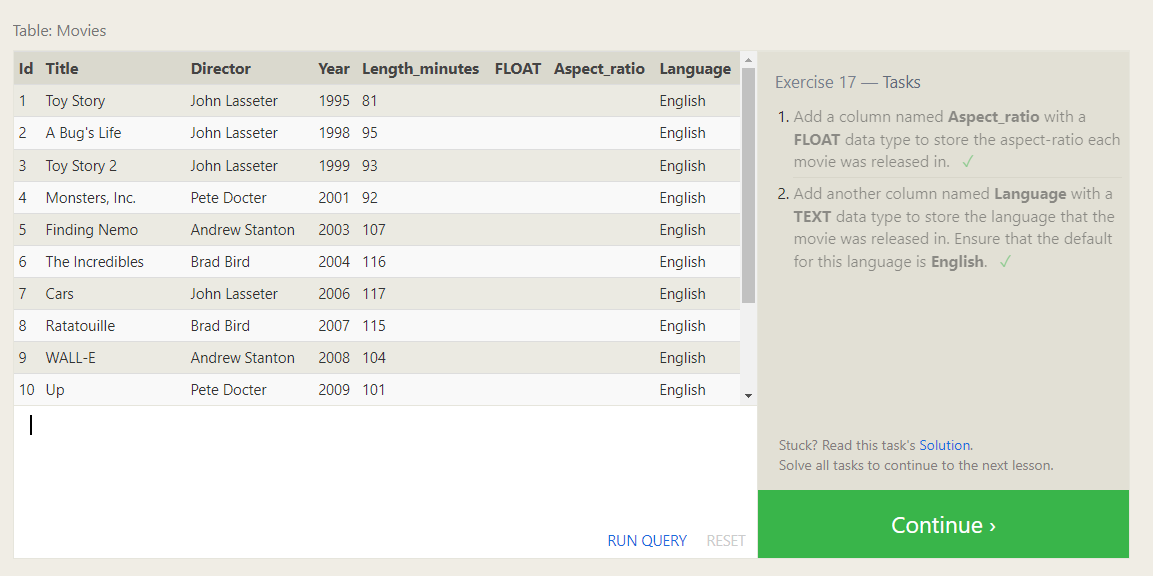 Table: Movies
Id Title Director Year Length_minutes FLOAT Aspect_ratio Language
1 Toy Story John Lasseter 1995 81 English
2 A Bug's Life John Lasseter 1998 95 English
3 Toy Story 2 John Lasseter 1999 93 English
4 Monsters, Inc. Pete Docter 2001 92 English
5 Finding Nemo Andrew Stanton 2003 107 English
6 The Incredibles Brad Bird 2004 116 English
7 Cars John Lasseter 2006 117 English
8 Ratatouille Brad Bird 2007 115 English
9 WALL-E Andrew Stanton 2008 104 English
10 Up Pete Docter 2009 101 English
RUN QUERY RESET
Exercise 17 — Tasks
1. Add a column named Aspect_ratio with a
FLOAT data type to store the aspect-ratio each
movie was released in. ✓
2. Add another column named Language with a
TEXT data type to store the language that the
movie was released in. Ensure that the default
for this language is English. ✓
Stuck? Read this task's Solution.
Solve all tasks to continue to the next lesson.
Continue ›